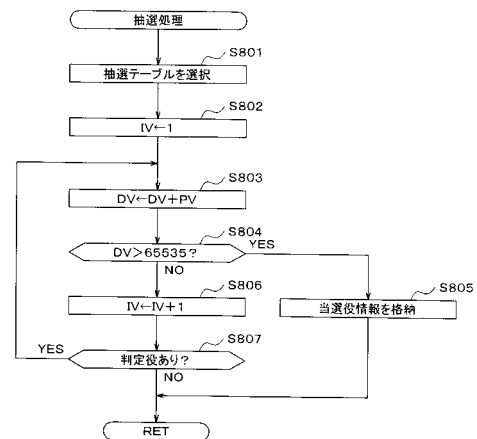 抽選処理
S801
抽選テーブルを選択
S802
IV←1
S803
DV←DV+PV
S804
DV>65535?
YES
NO
S805
当選役情報を格納
S806
IV←IV+1
S807
判定役あり?
YES
NO
RET